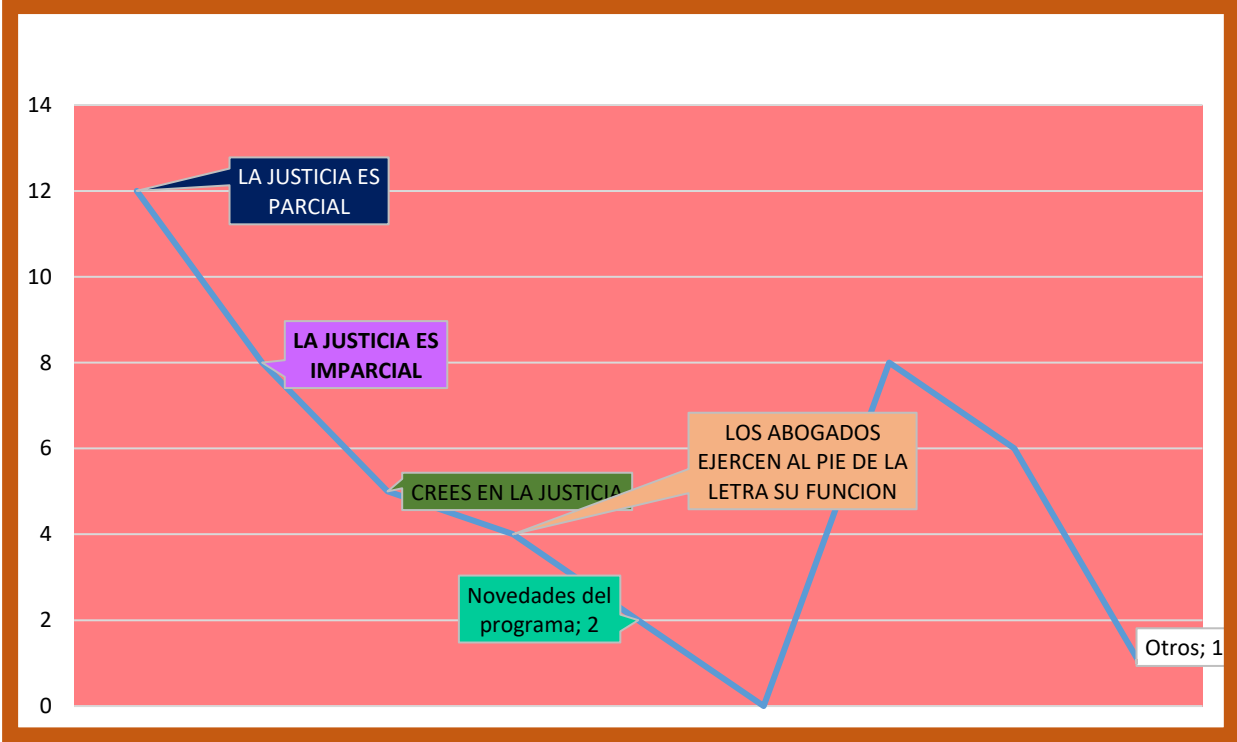 14
12
10
8
6
4
2
0
LA JUSTICIA ES
PARCIAL
LA JUSTICIA ES
IMPARCIAL
CREES EN LA JUSTICIA
LOS ABOGADOS
EJERCEN AL PIE DE LA
LETRA SU FUNCION
Novedades del
programa; 2
Otros; 1